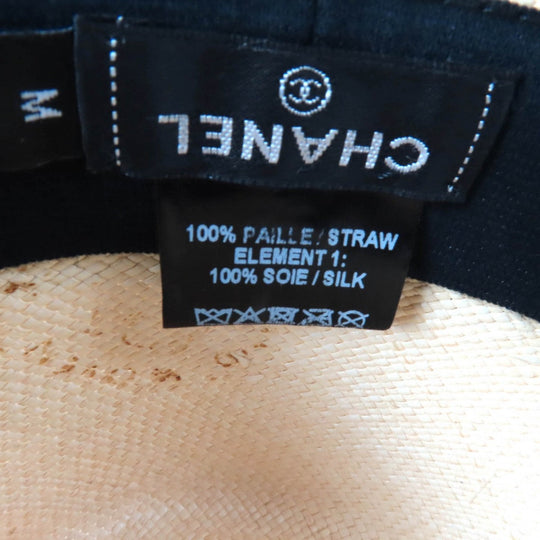 CHANEL
M
100% PAILLE / STRAW
ELEMENT 1:
100% SOIE / SILK